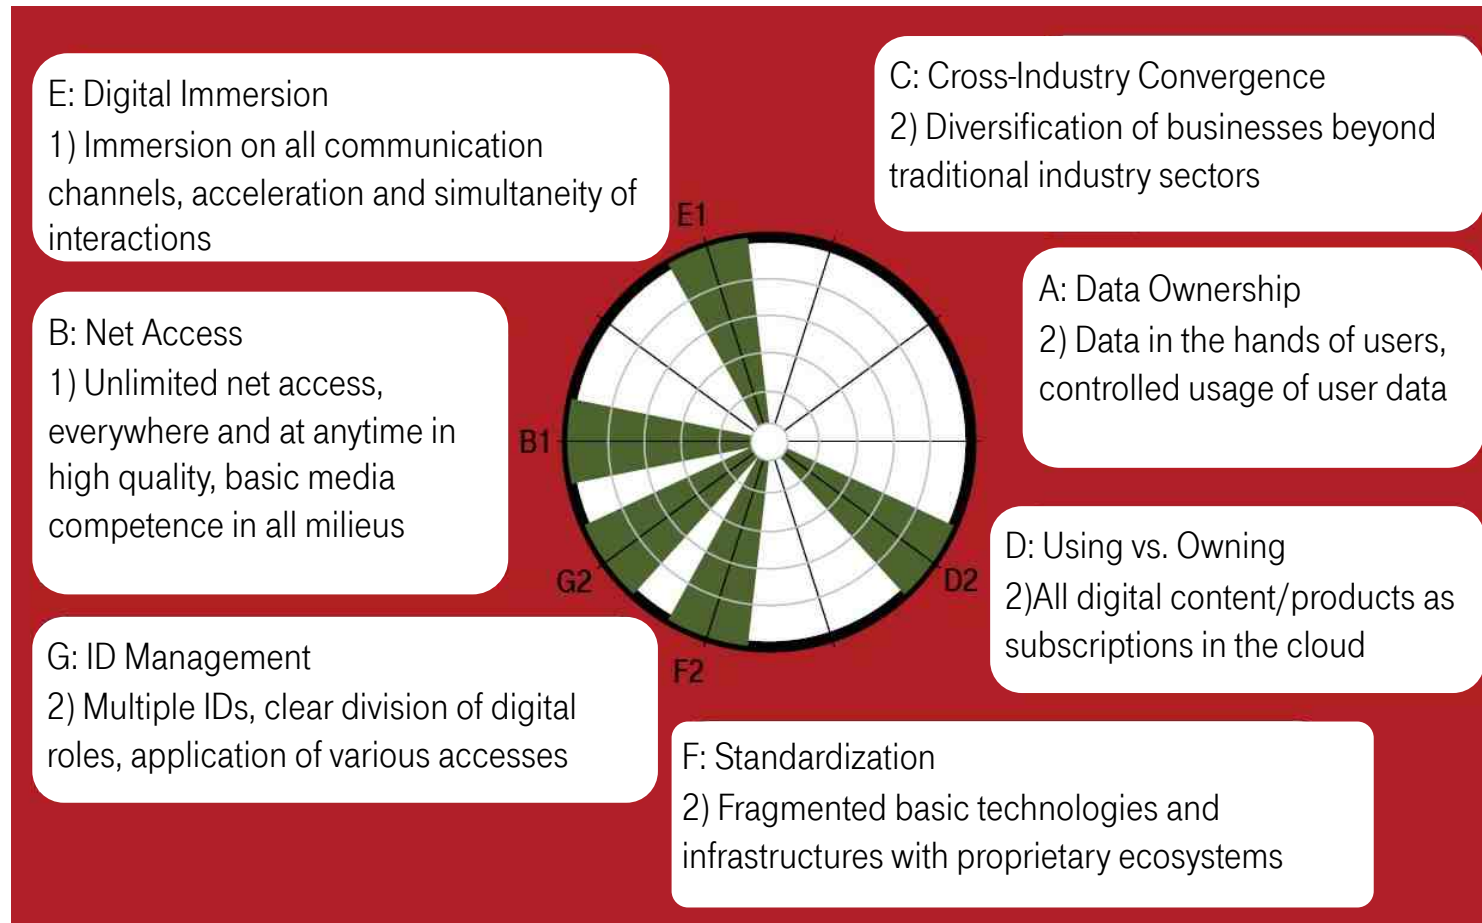 E: Digital Immersion
1) Immersion on all communication
channels, acceleration and simultaneity of
interactions
C: Cross-Industry Convergence
2) Diversification of businesses beyond
traditional industry sectors
E1
A: Data Ownership
2) Data in the hands of users,
controlled usage of user data
B: Net Access
1) Unlimited net access,
everywhere and at anytime in
high quality, basic media
competence in all milieus
B1
G2
D2
F2
D: Using vs. Owning
2)All digital content/products as
subscriptions in the cloud
G: ID Management
2) Multiple IDs, clear division of digital
roles, application of various accesses
F: Standardization
2) Fragmented basic technologies and
infrastructures with proprietary ecosystems